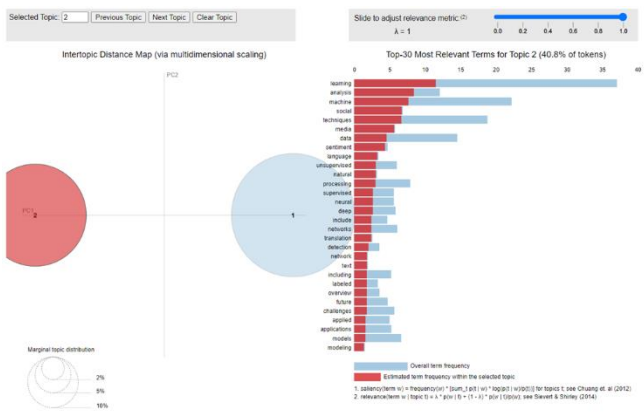 Selected Topic: 2 Previous Topic Next Topic Clear Topic
Slide to adjust relevance metric:(2)
λ = 1
0.0 0.2 0.4 0.6 0.8 1.0
Intertopic Distance Map (via multidimensional scaling)
PC2
PC1
2
1
Marginal topic distribution
2%
5%
16%
Top-30 Most Relevant Terms for Topic 2 (40.8% of tokens)
0 5 10 15 20 25 30 35 40
learning
analysis
machine
social
techniques
media
data
sentiment
language
unsupervised
natural
processing
supervised
neural
deep
include
networks
translation
detection
network
text
including
labeled
overview
future
challenges
applied
applications
models
modeling
Overall term frequency
Estimated term frequency within the selected topic
1. saliency(term w) = frequency(w) * [sum_t p(t | w) * log(p(t | w)/p(t))] for topics t; see Chuang et. al (2012)
2. relevance(term w | topic t) = λ * p(w | t) + (1 - λ) * p(w | t)/p(w); see Sievert & Shirley (2014)